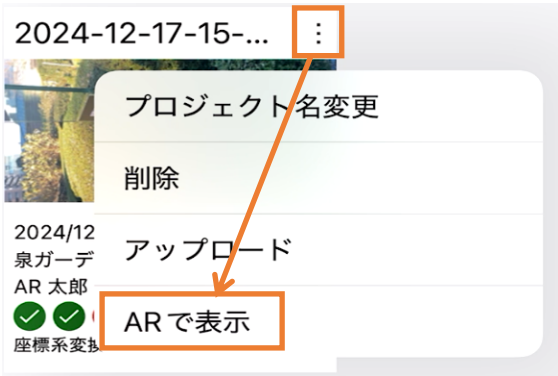 2024-12-17-15-...
プロジェクト名変更
削除
アップロード
ARで表示
2024/12
泉ガーデ
AR 太郎
座標系変換